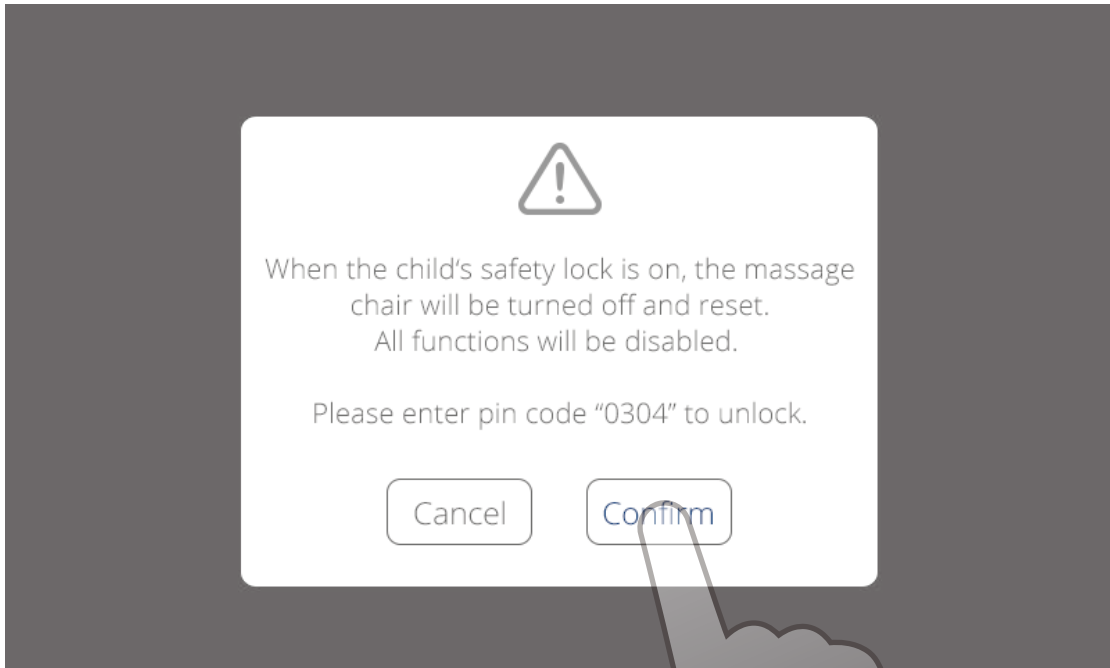 When the child‘s safety lock is on, the massage
chair will be turned off and reset.
All functions will be disabled.
Please enter pin code “0304” to unlock.
Cancel Confirm